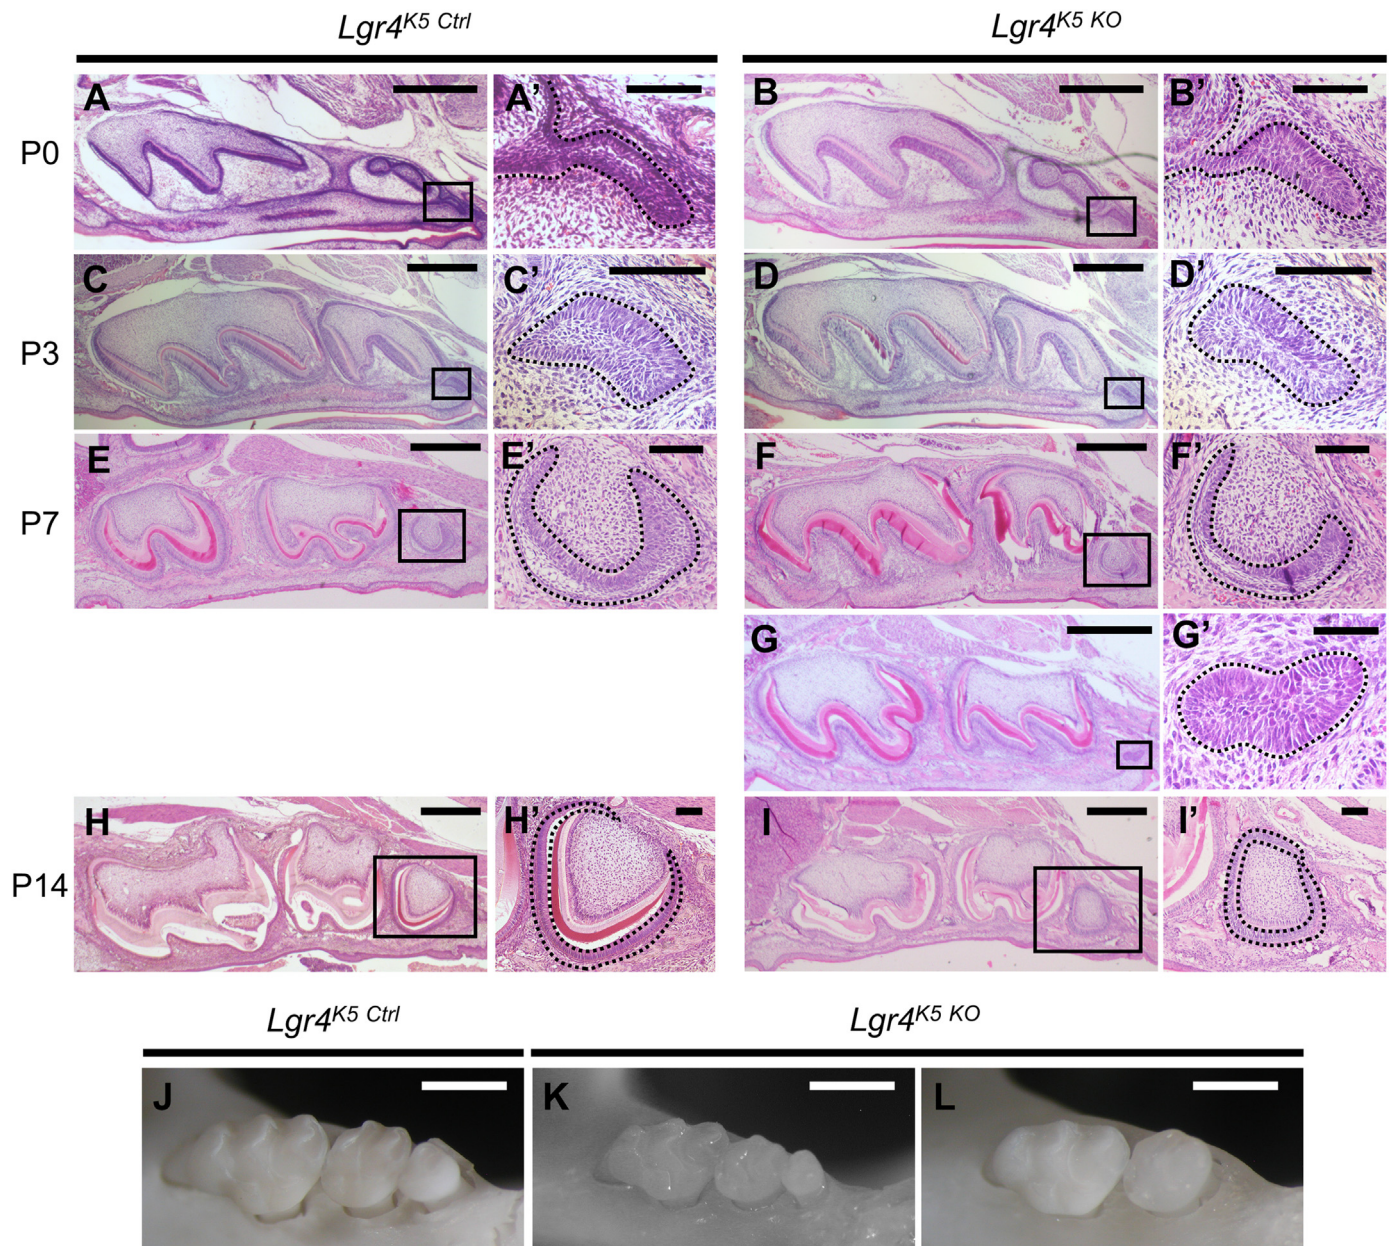 Lgr4K5 Ctrl
Lgr4K5 KO
P0
A
A’
B
B’
P3
C
C’
D
D’
P7
E
E’
F
F’
G
G’
P14
H
H’
I
I’
Lgr4K5 Ctrl
Lgr4K5 KO
J
K
L